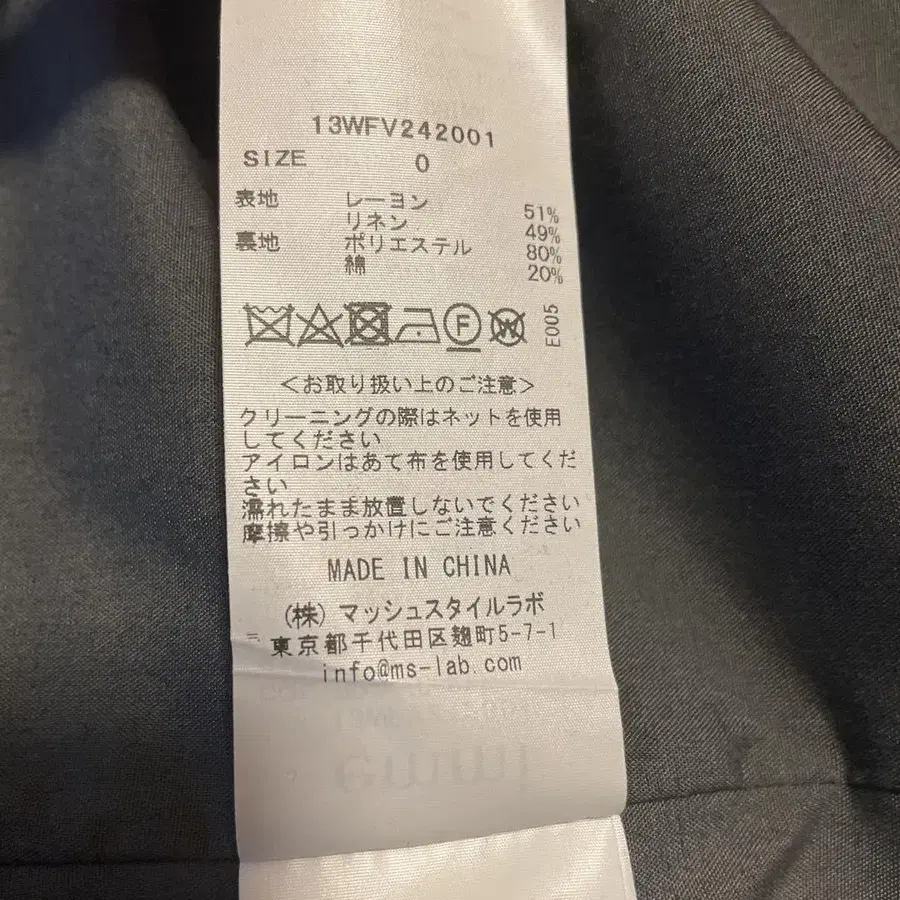 13WFV242001
SIZE 0
表地 レーヨン 51%
リネン 49%
裏地 ポリエステル 80%
綿 20%
F W E005
＜お取り扱い上のご注意＞
クリーニングの際はネットを使用
してください
アイロンはあて布を使用してくだ
さい
濡れたまま放置しないでください
摩擦や引っかけにご注意ください
MADE IN CHINA
(株)マッシュスタイルラボ
〒東京都千代田区麹町5-7-1
info@ms-lab.com
emmi